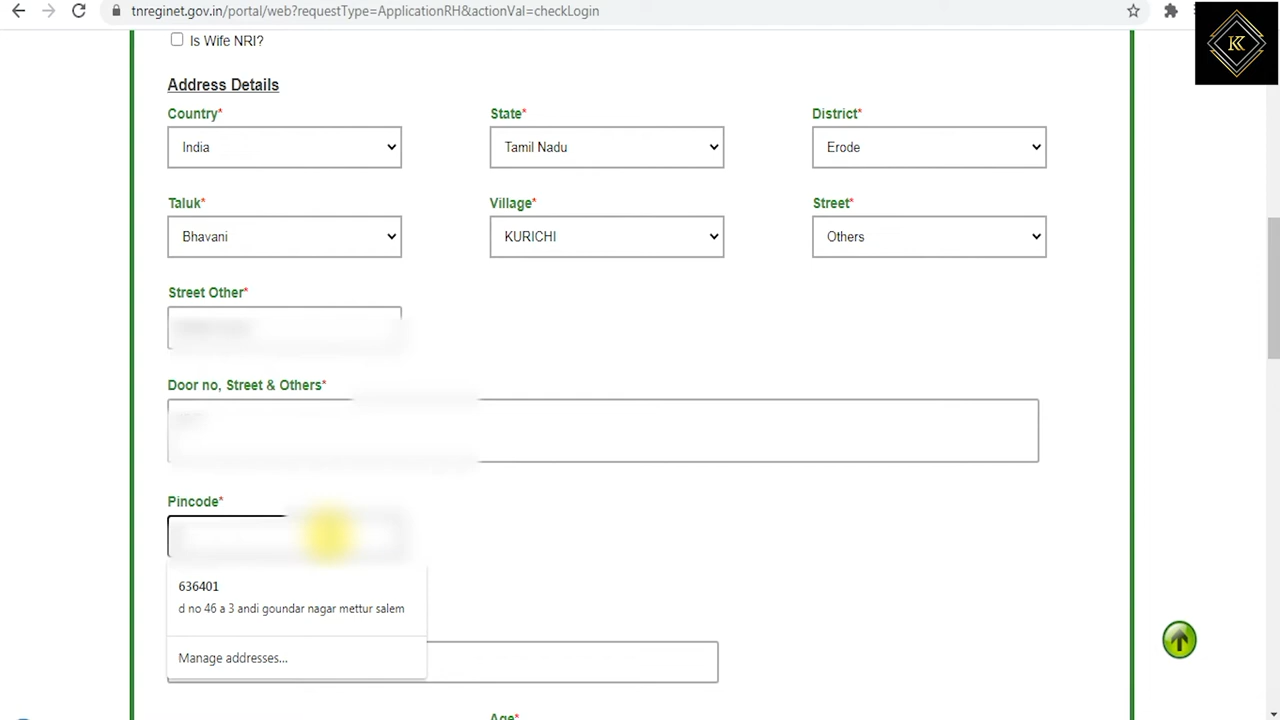 tnreginet.gov.in/portal/web?requestType=ApplicationRH&actionVal=checkLogin
Is Wife NRI?
Address Details
Country* State* District*
India Tamil Nadu Erode
Taluk* Village* Street*
Bhavani KURICHI Others
Street Other*
Door no, Street & Others*
Pincode*
636401
d no 46 a 3 andi goundar nagar mettur salem
Manage addresses...
Age*